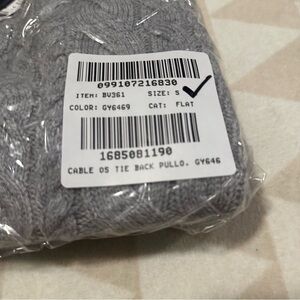 099107216830
ITEM: BV361 SIZE: S
COLOR: GY6469 CAT: FLAT
1685081190
CABLE OS TIE BACK PULLO. GY646